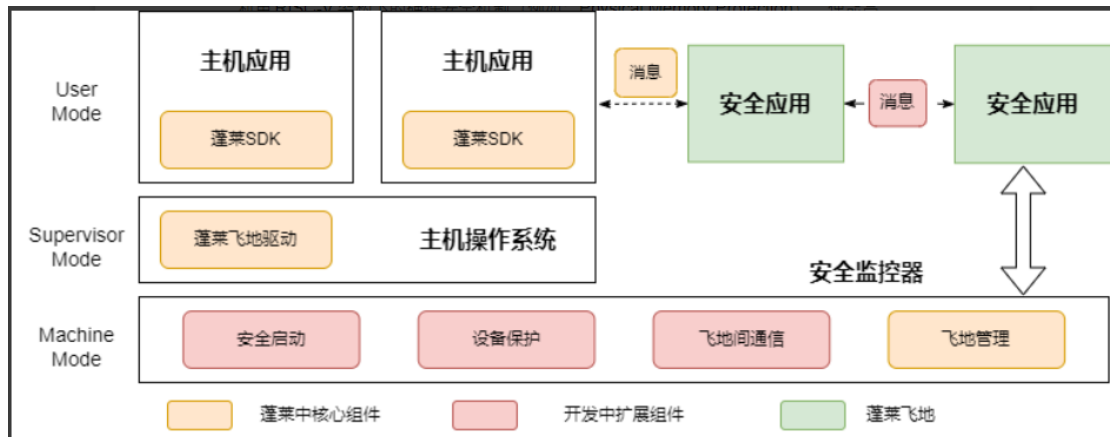 主机应用
主机应用
消息
User
Mode
安全应用
消息
安全应用
蓬莱SDK
蓬莱SDK
Supervisor
Mode
蓬莱飞地驱动
主机操作系统
安全监控器
Machine
Mode
安全启动
设备保护
飞地间通信
飞地管理
蓬莱中核心组件
开发中扩展组件
蓬莱飞地